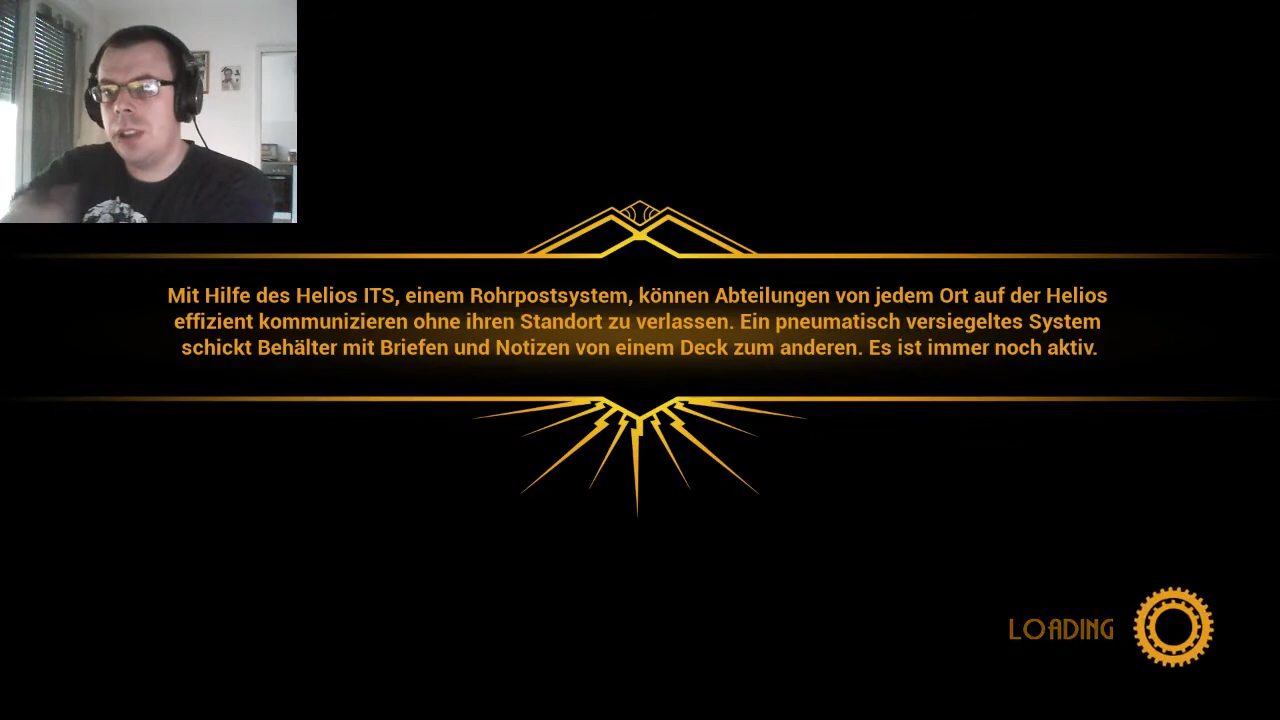 Mit Hilfe des Helios ITS, einem Rohrpostsystem, können Abteilungen von jedem Ort auf der Helios
effizient kommunizieren ohne ihren Standort zu verlassen. Ein pneumatisch versiegeltes System
schickt Behälter mit Briefen und Notizen von einem Deck zum anderen. Es ist immer noch aktiv.
LOADING